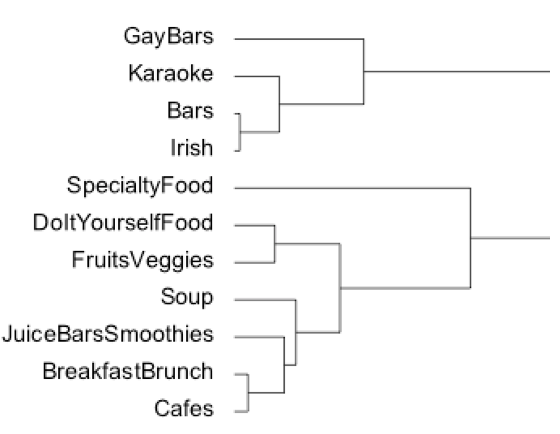 GayBars
Karaoke
Bars
Irish
SpecialtyFood
DoItYourselfFood
FruitsVeggies
Soup
JuiceBarsSmoothies
BreakfastBrunch
Cafes